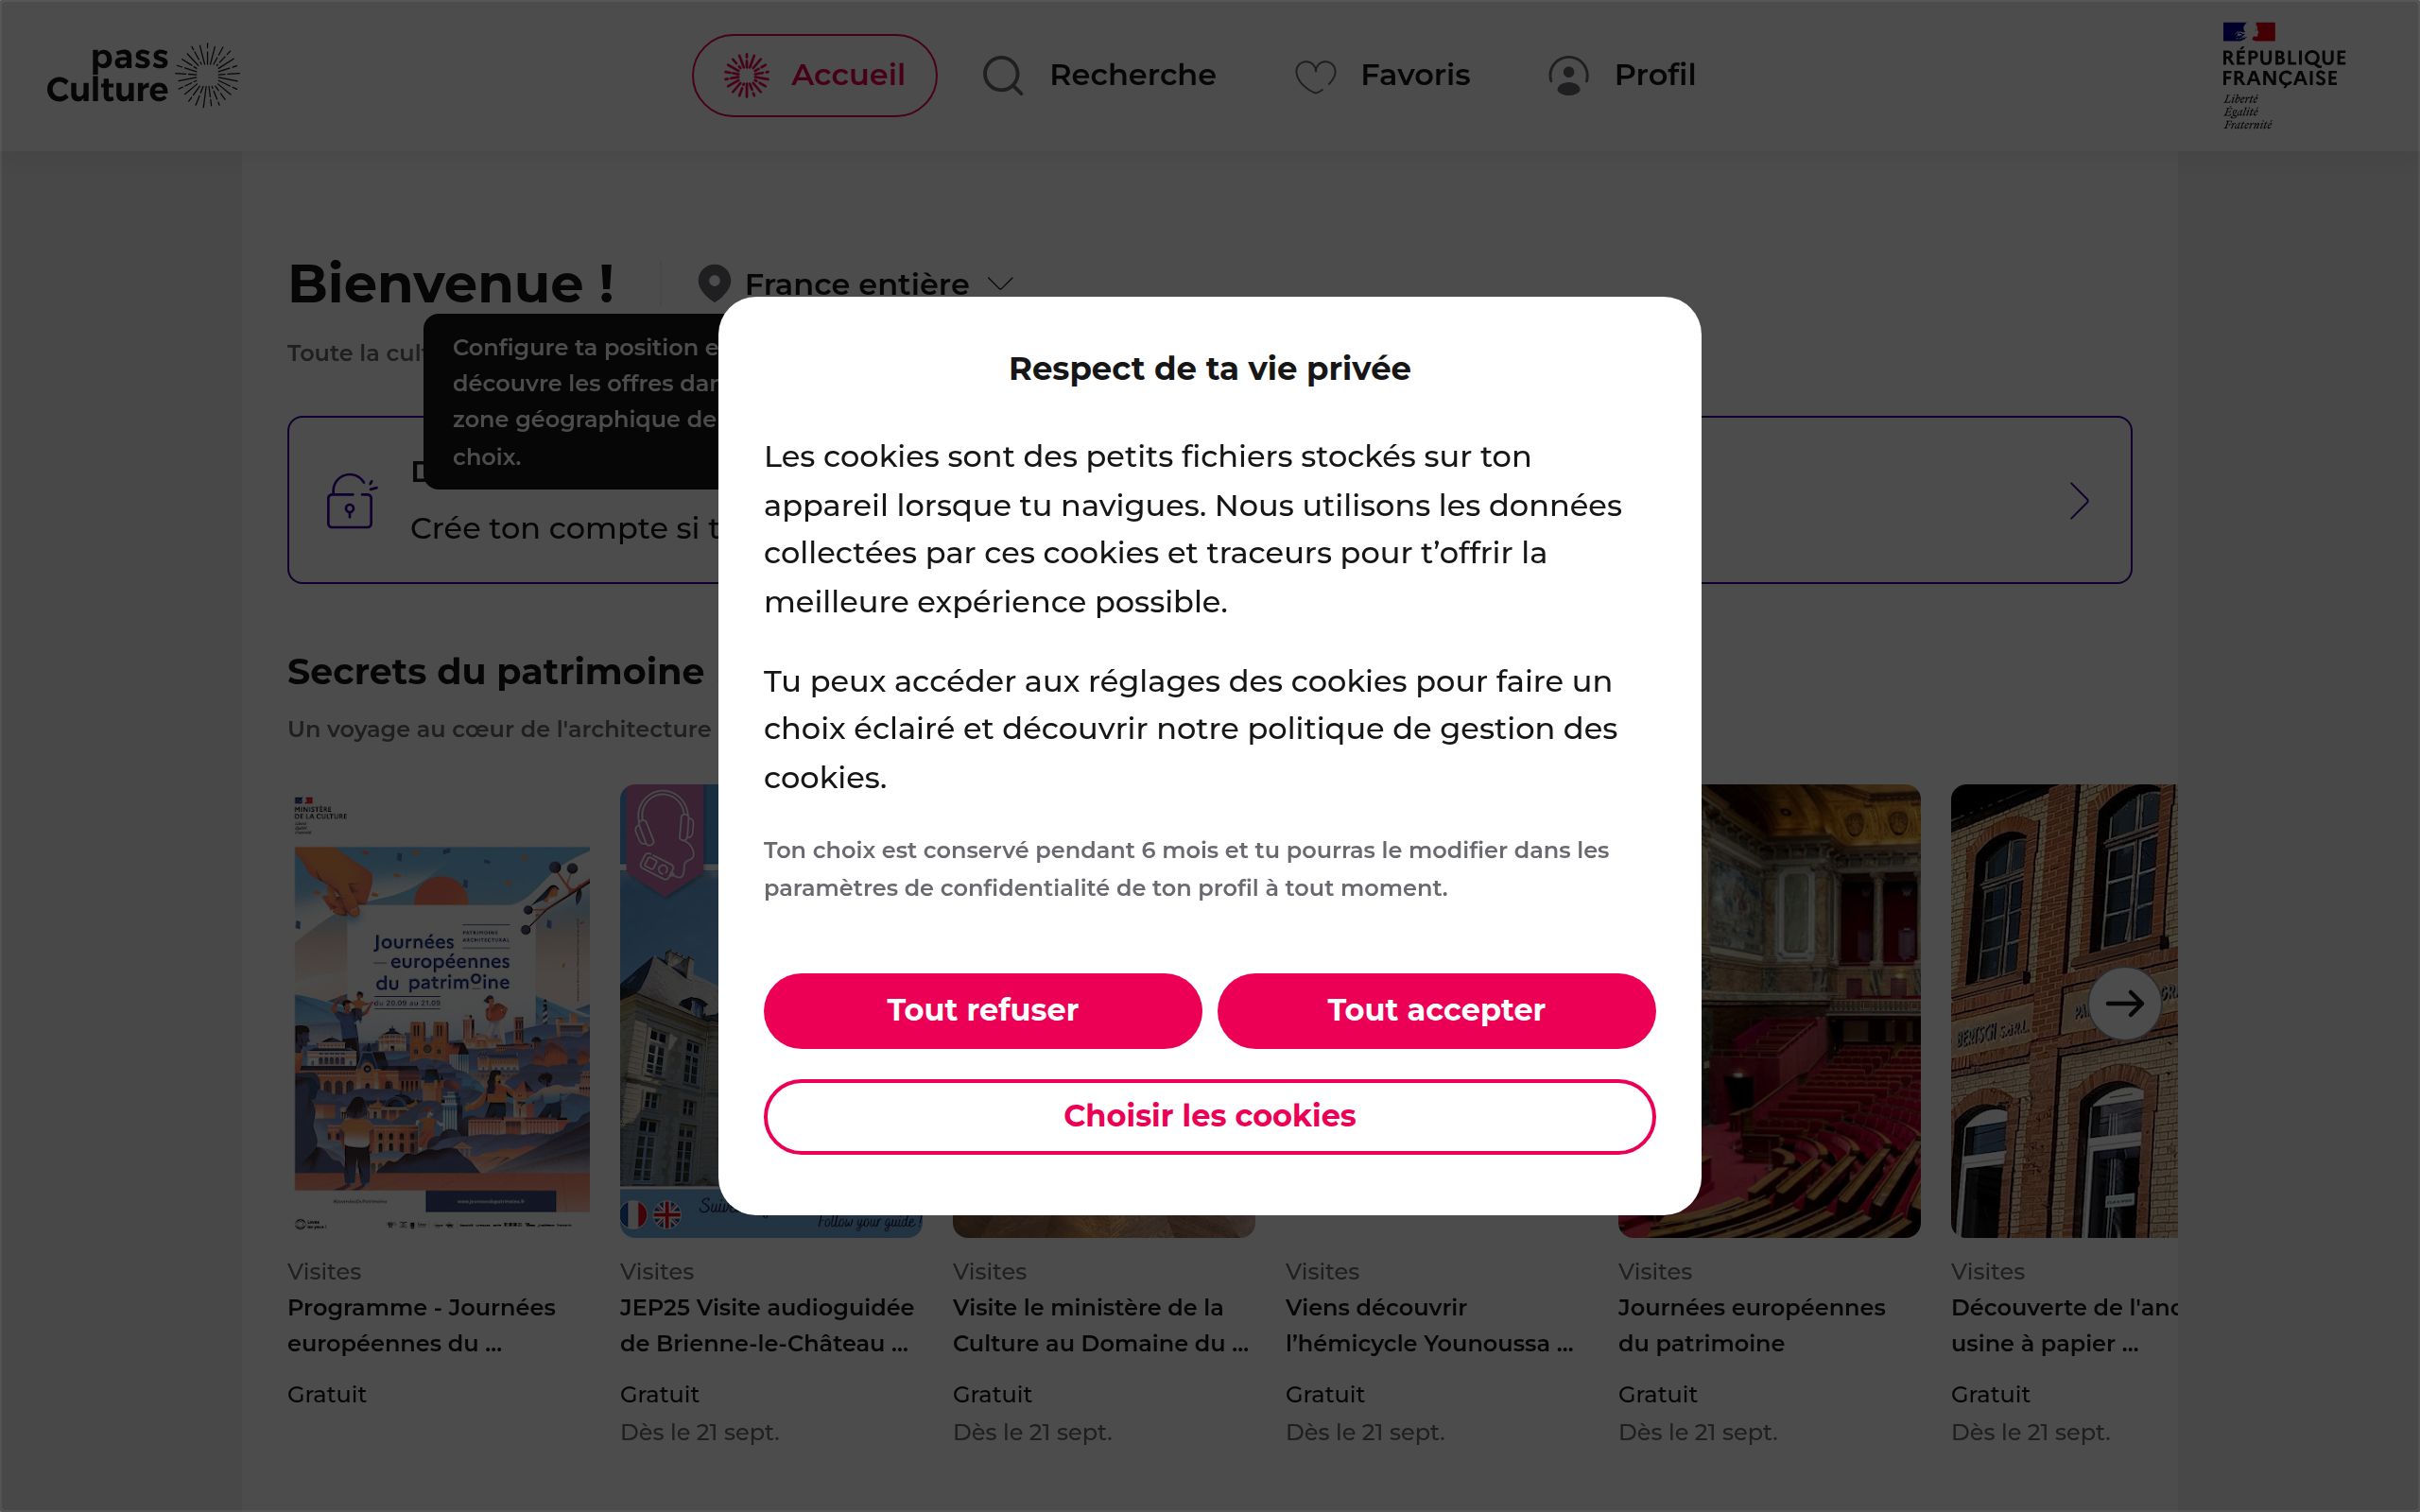 pass
Culture
Accueil
Recherche
Favoris
Profil
RÉPUBLIQUE
FRANÇAISE
Liberté
Égalité
Fraternité
Bienvenue !
France entière
Toute la
Configure ta position
découvre les offres
zone géographique de
choix.
Crée ton compte si
Respect de ta vie privée
Les cookies sont des petits fichiers stockés sur ton
appareil lorsque tu navigues. Nous utilisons les données
collectées par ces cookies et traceurs pour t’offrir la
meilleure expérience possible.
Tu peux accéder aux réglages des cookies pour faire un
choix éclairé et découvrir notre politique de gestion des
cookies.
Ton choix est conservé pendant 6 mois et tu pourras le modifier dans les
paramètres de confidentialité de ton profil à tout moment.
Tout refuser
Tout accepter
Choisir les cookies
Secrets du patrimoine
Un voyage au cœur de l'architecture
MINISTÈRE
DE LA CULTURE
PATRIMOINE
ARCHITECTURAL
Journées
européennes
du patrimoine
du 20.09 au 21.09
Follow your guide !
BERTSCH S.à R.L.
Visites
Programme - Journées
européennes du ...
Gratuit
Visites
JEP25 Visite audioguidée
de Brienne-le-Château ...
Gratuit
Dès le 21 sept.
Visites
Visite le ministère de la
Culture au Domaine du ...
Gratuit
Dès le 21 sept.
Visites
Viens découvrir
l’hémicycle Younoussa ...
Gratuit
Dès le 21 sept.
Visites
Journées européennes
du patrimoine
Gratuit
Dès le 21 sept.
Visites
Découverte de l'anc
usine à papier ...
Gratuit
Dès le 21 sept.